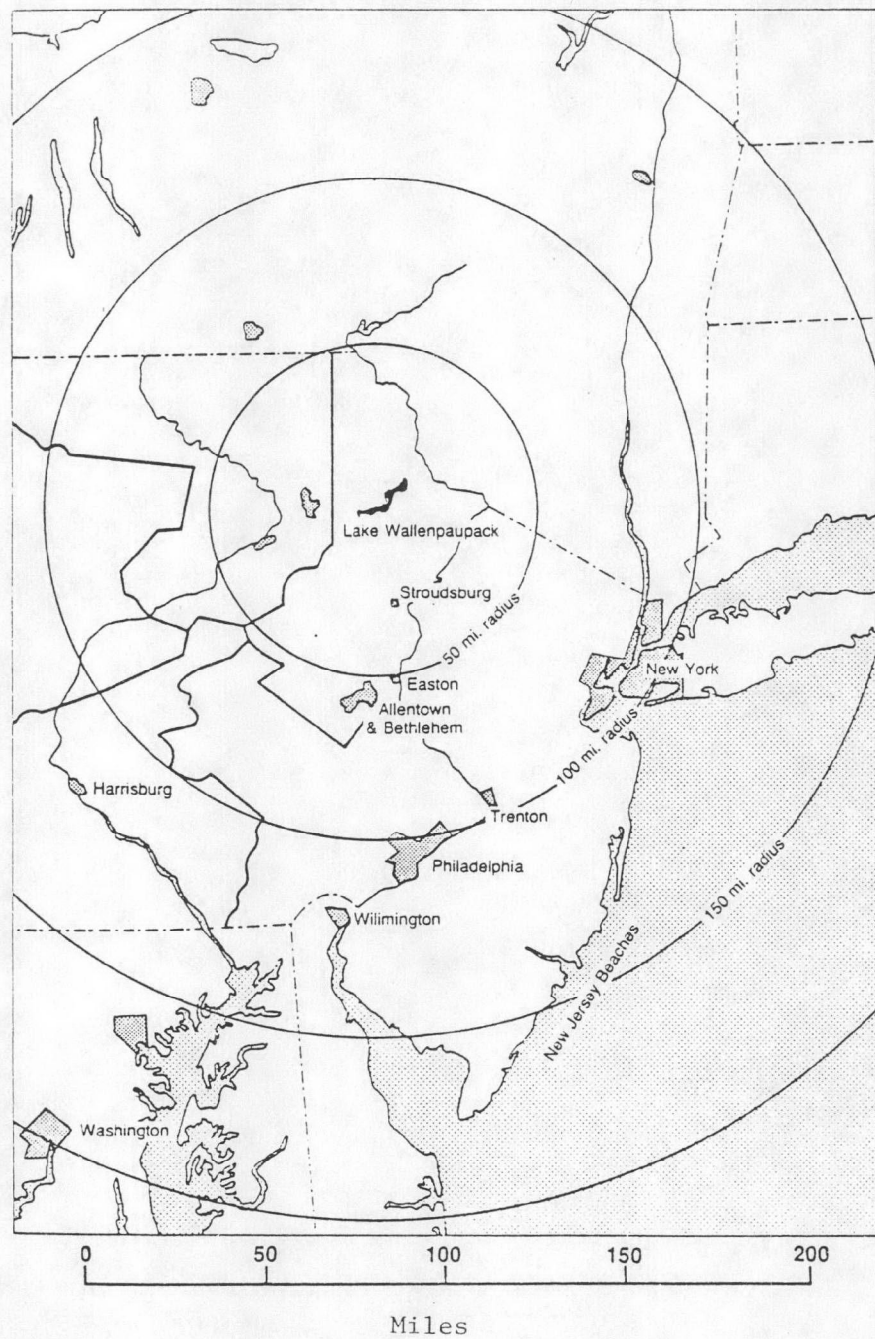 Lake Wallenpaupack
Stroudsburg
50 mi. radius
Easton
Allentown
& Bethlehem
New York
100 mi. radius
Harrisburg
Trenton
Philadelphia
150 mi. radius
Wilimington
New Jersey Beaches
Washington
0 50 100 150 200
Miles